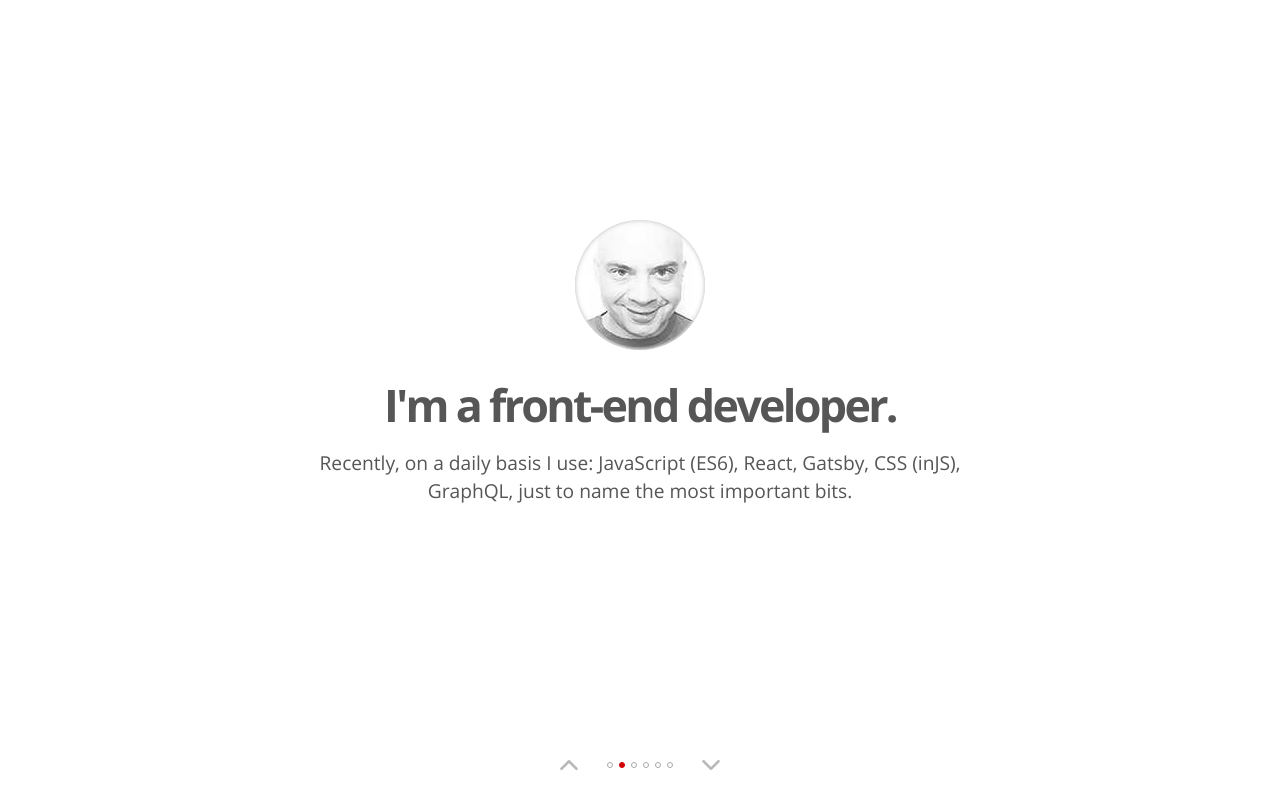 I'm a front-end developer.
Recently, on a daily basis I use: JavaScript (ES6), React, Gatsby, CSS (inJS),
GraphQL, just to name the most important bits.